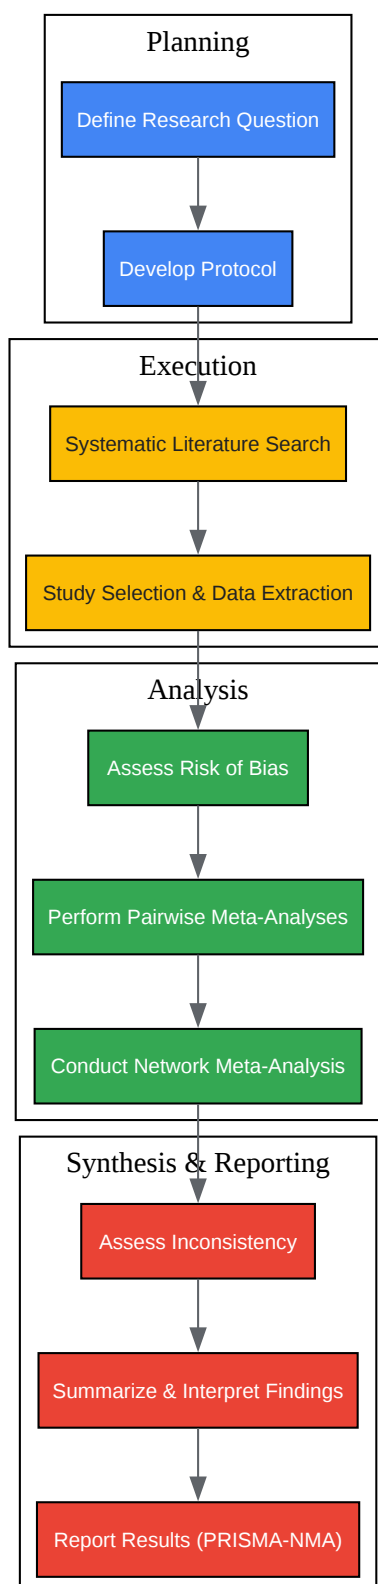 Planning
Define Research Question
Develop Protocol
Execution
Systematic Literature Search
Study Selection & Data Extraction
Analysis
Assess Risk of Bias
Perform Pairwise Meta-Analyses
Conduct Network Meta-Analysis
Synthesis & Reporting
Assess Inconsistency
Summarize & Interpret Findings
Report Results (PRISMA-NMA)